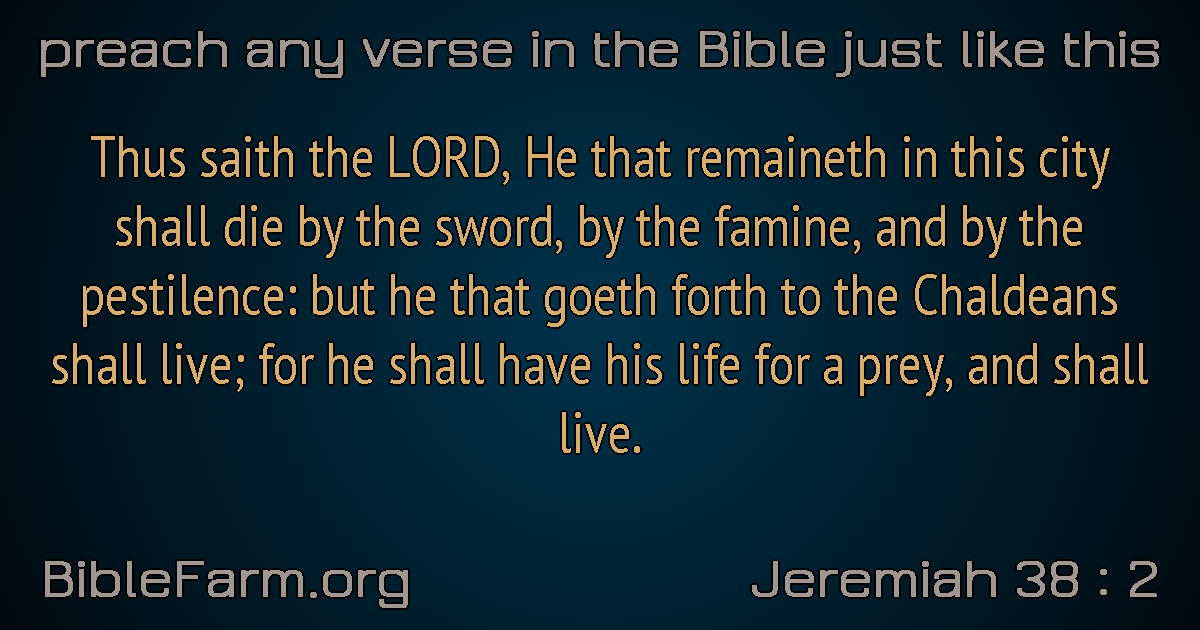 preach any verse in the Bible just like this
Thus saith the LORD, He that remaineth in this city
shall die by the sword, by the famine, and by the
pestilence: but he that goeth forth to the Chaldeans
shall live; for he shall have his life for a prey, and shall
live.
BibleFarm.org
Jeremiah 38 : 2